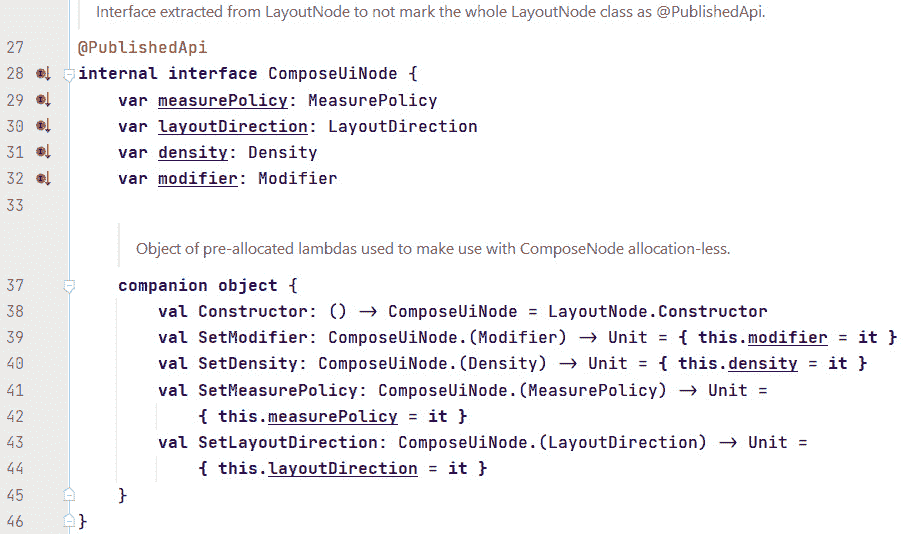 Interface extracted from LayoutNode to not mark the whole LayoutNode class as @PublishedApi.
27 @PublishedApi
28 internal interface ComposeUiNode {
29 var measurePolicy: MeasurePolicy
30 var layoutDirection: LayoutDirection
31 var density: Density
32 var modifier: Modifier
33
Object of pre-allocated lambdas used to make use with ComposeNode allocation-less.
37 companion object {
38 val Constructor: () → ComposeUiNode = LayoutNode.Constructor
39 val SetModifier: ComposeUiNode.(Modifier) → Unit = { this.modifier = it }
40 val SetDensity: ComposeUiNode.(Density) → Unit = { this.density = it }
41 val SetMeasurePolicy: ComposeUiNode.(MeasurePolicy) → Unit =
42 { this.measurePolicy = it }
43 val SetLayoutDirection: ComposeUiNode.(LayoutDirection) → Unit =
44 { this.layoutDirection = it }
45 }
46 }